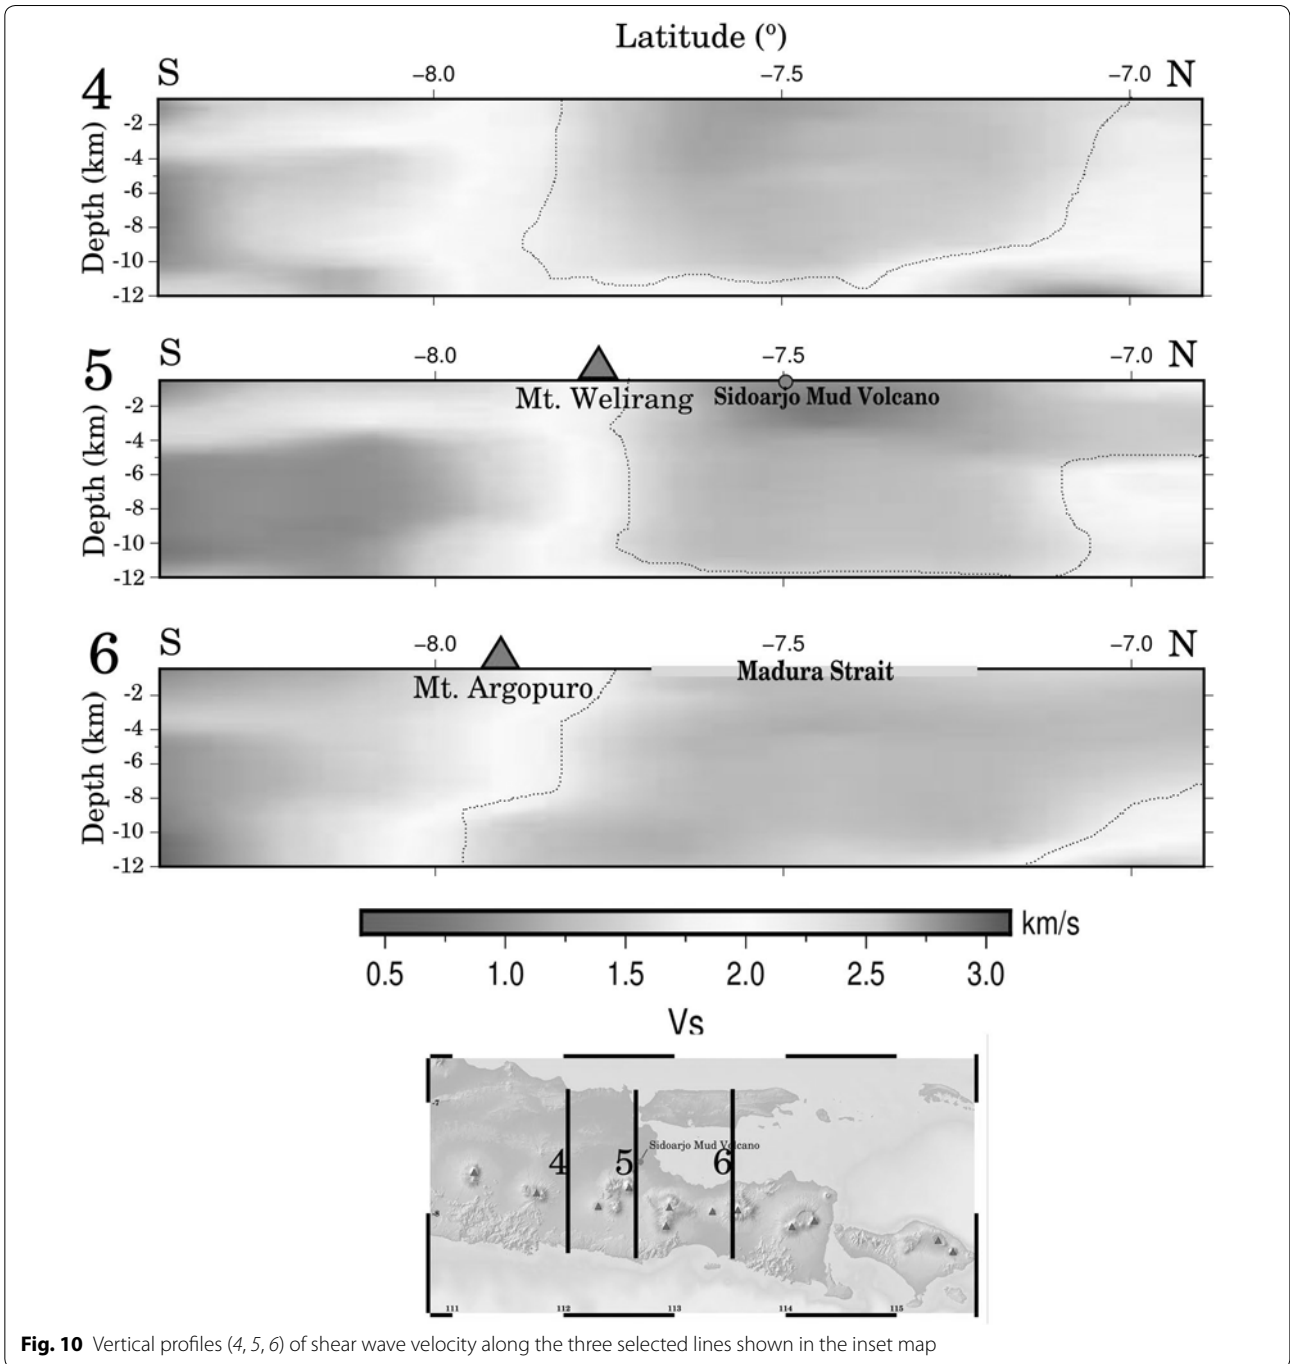 Latitude (º)
4
S
−8.0
−7.5
−7.0
N
Depth (km)
-2
-4
-6
-8
-10
-12
5
S
−8.0
−7.5
−7.0
N
Mt. Welirang
Sidoarjo Mud Volcano
Depth (km)
-2
-4
-6
-8
-10
-12
6
S
−8.0
−7.5
−7.0
N
Mt. Argopuro
Madura Strait
Depth (km)
-2
-4
-6
-8
-10
-12
km/s
0.5 1.0 1.5 2.0 2.5 3.0
Vs
-7
Sidoarjo Mud Volcano
4 5 6
-8
111 112 113 114 115
Fig. 10 Vertical profiles (4, 5, 6) of shear wave velocity along the three selected lines shown in the inset map